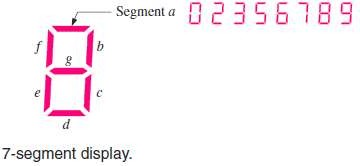 Segment a 0 2 3 5 6 7 8 9
f b
g
e c
d
7-segment display.